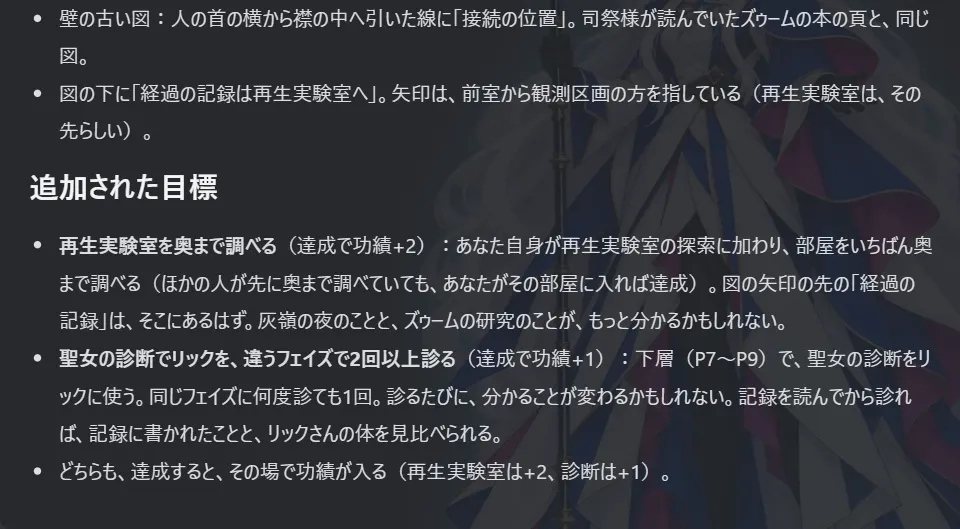 • 壁の古い図：人の首の横から襟の中へ引いた線に「接続の位置」。司祭様が読んでいたズゥームの本の頁と、同じ
図。
• 図の下に「経過の記録は再生実験室へ」。矢印は、前室から観測区画の方を指している（再生実験室は、その
先らしい）。
追加された目標
• 再生実験室を奥まで調べる（達成で功績+2）：あなた自身が再生実験室の探索に加わり、部屋をいちばん奥
まで調べる（ほかの人が先に奥まで調べていても、あなたがその部屋に入れば達成）。図の矢印の先の「経過の
記録」は、そこにあるはず。灰嶺の夜のことと、ズゥームの研究のことが、もっと分かるかもしれない。
• 聖女の診断でリックを、違うフェイズで2回以上診る（達成で功績+1）：下層（P7～P9）で、聖女の診断をリ
ックに使う。同じフェイズに何度診ても1回。診るたびに、分かることが変わるかもしれない。記録を読んでから診れ
ば、記録に書かれたことと、リックさんの体を見比べられる。
• どちらも、達成すると、その場で功績が入る（再生実験室は+2、診断は+1）。